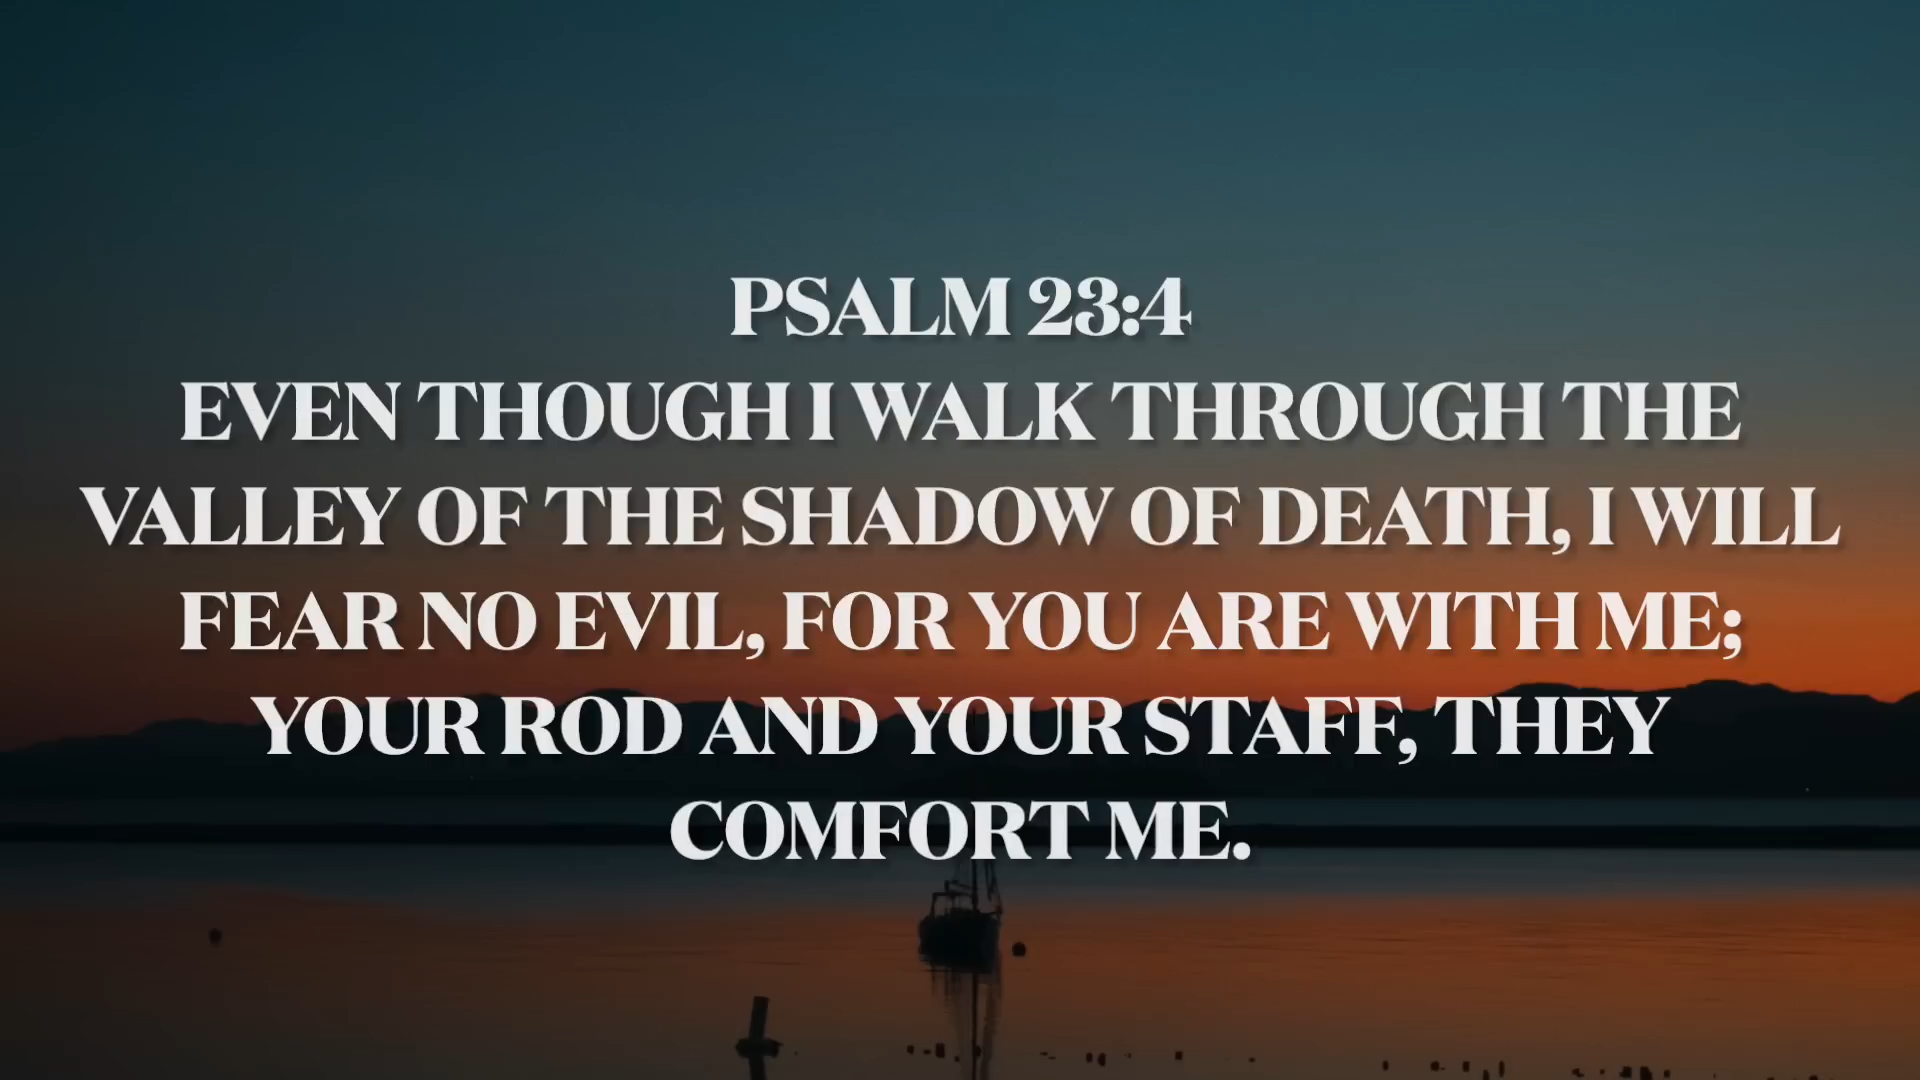 PSALM 23:4
EVEN THOUGH I WALK THROUGH THE
VALLEY OF THE SHADOW OF DEATH, I WILL
FEAR NO EVIL, FOR YOU ARE WITH ME;
YOUR ROD AND YOUR STAFF, THEY
COMFORT ME.